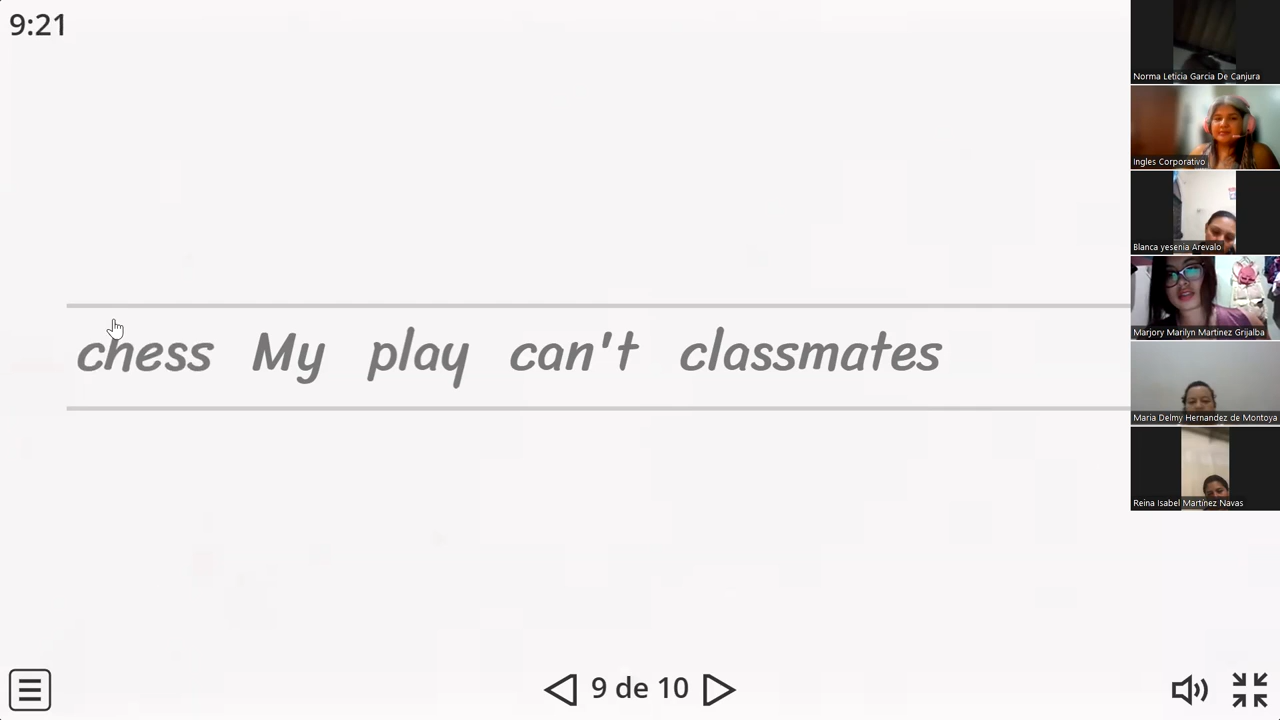 9:21
Norma Leticia Garcia De Canjura
Ingles Corporativo
Blanca yesenia Arevalo
Marjory Marilyn Martinez Grijalba
chess My play can't classmates
Maria Delmy Hernandez de Montoya
Reina Isabel Martínez Navas
9 de 10